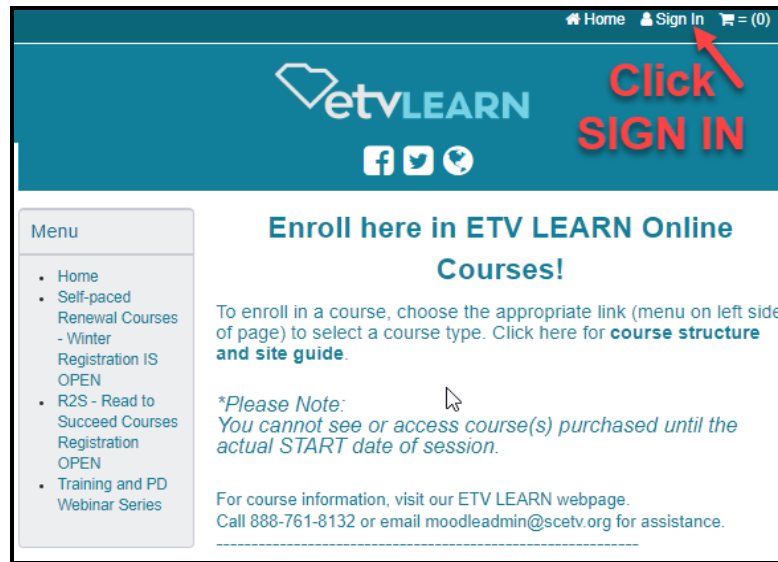 Home Sign In = (0)
etvLEARN
Click
SIGN IN
Menu
Home
Self-paced
Renewal Courses
- Winter
Registration IS
OPEN
R2S - Read to
Succeed Courses
Registration
OPEN
Training and PD
Webinar Series
Enroll here in ETV LEARN Online
Courses!
To enroll in a course, choose the appropriate link (menu on left side
of page) to select a course type. Click here for course structure
and site guide.
*Please Note:
You cannot see or access course(s) purchased until the
actual START date of session.
For course information, visit our ETV LEARN webpage.
Call 888-761-8132 or email moodleadmin@scetv.org for assistance.
------------------------------------------------------------